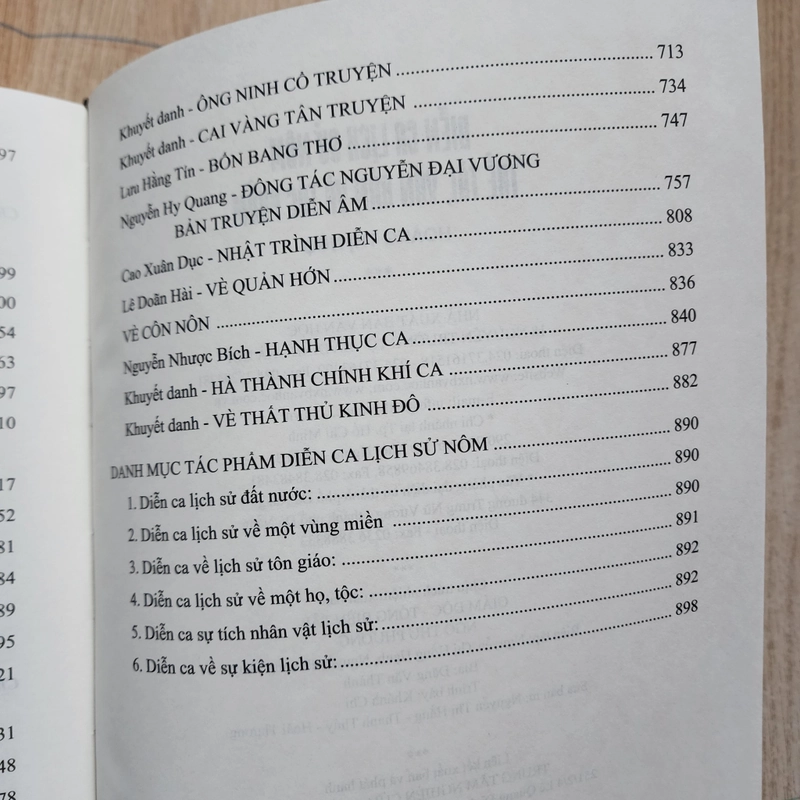 97
99
00
54
63
97
10
17
52
81
84
89
95
21
31
48
78
Khuyết danh - ÔNG NINH CỔ TRUYỆN 713
Khuyết danh - CAI VÀNG TÂN TRUYỆN 734
Lưu Hằng Tín - BỐN BANG THƠ 747
Nguyễn Hy Quang - ĐÔNG TÁC NGUYỄN ĐẠI VƯƠNG
BẢN TRUYỆN DIỄN ÂM 757
Cao Xuân Dục - NHẬT TRÌNH DIỄN CA 808
Lê Doãn Hài - VÈ QUẢN HỚN 833
VÈ CÔN NÔN 836
Nguyễn Nhược Bích - HẠNH THỤC CA 840
Khuyết danh - HÀ THÀNH CHÍNH KHÍ CA 877
Khuyết danh - VÈ THẤT THỦ KINH ĐÔ 882
DANH MỤC TÁC PHẨM DIỄN CA LỊCH SỬ NÔM 890
1. Diễn ca lịch sử đất nước: 890
2. Diễn ca lịch sử về một vùng miền 890
3. Diễn ca về lịch sử tôn giáo: 891
4. Diễn ca lịch sử về một họ, tộc: 892
5. Diễn ca sự tích nhân vật lịch sử: 892
6. Diễn ca về sự kiện lịch sử: 898